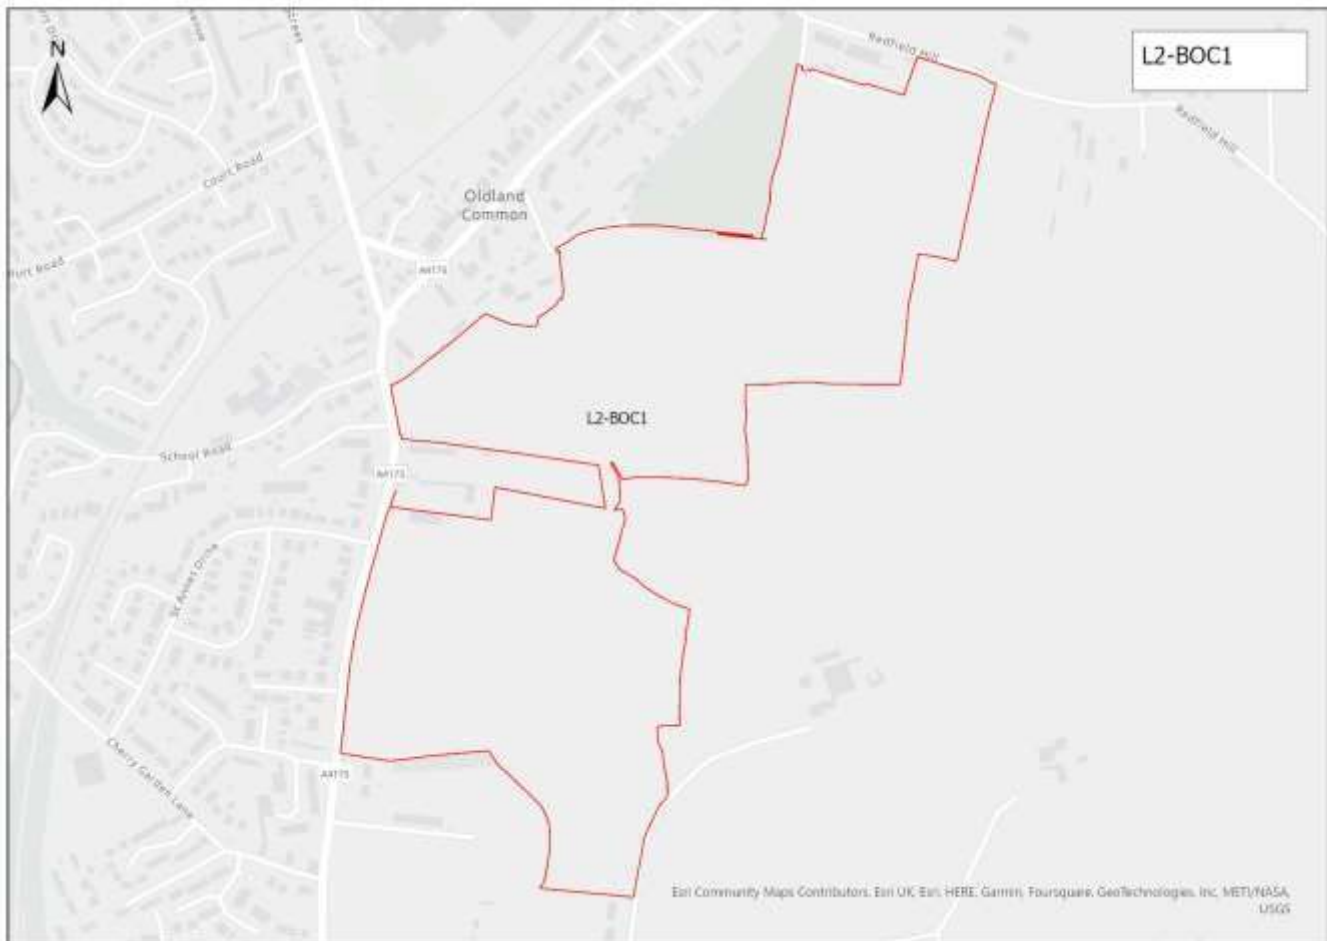 N
L2-BOC1
Redfield Hill
Redfield Hill
Court Road
Oldland
Common
A4175
L2-BOC1
School Road
A4175
St Annes Drive
Cherry Garden Lane
A4175
Esri Community Maps Contributors, Esri UK, Esri, HERE, Garmin, Foursquare, GeoTechnologies, Inc, METI/NASA,
USGS